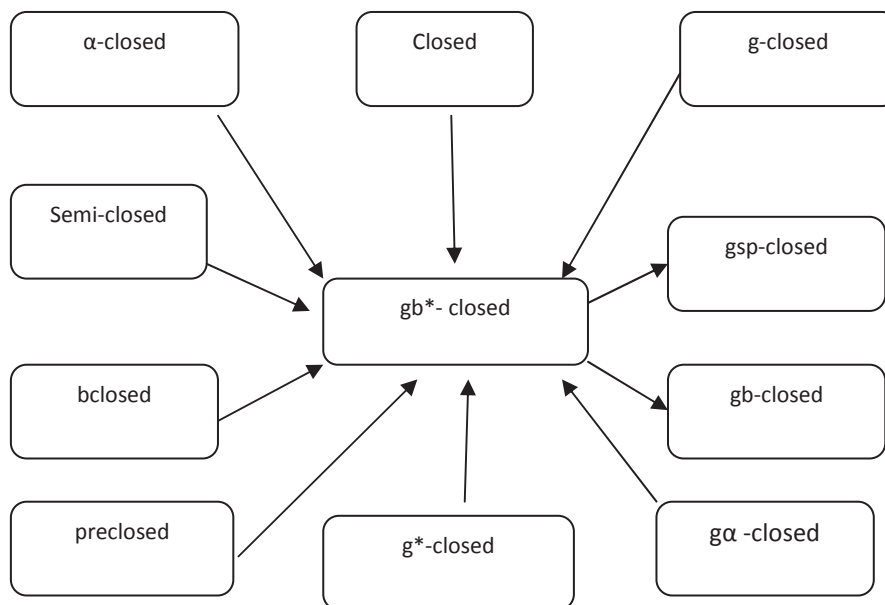 α-closed
Closed
g-closed
Semi-closed
gsp-closed
gb*- closed
bclosed
gb-closed
preclosed
g*-closed
gα -closed